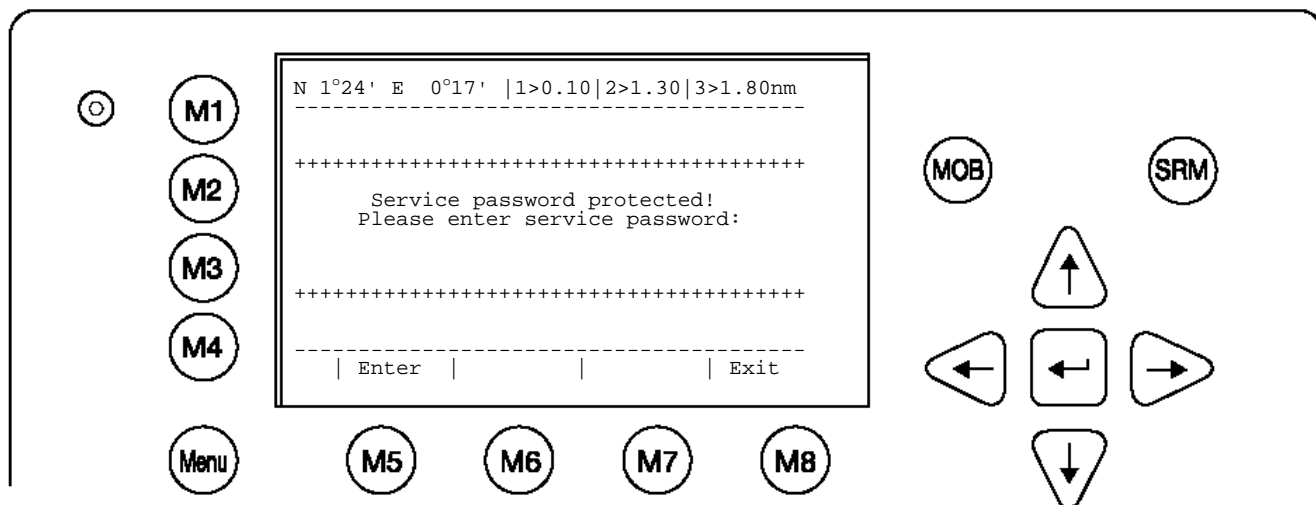 N 1°24' E 0°17' |1>0.10|2>1.30|3>1.80nm
----------------------------------------
++++++++++++++++++++++++++++++++++++++++
Service password protected!
Please enter service password:
++++++++++++++++++++++++++++++++++++++++
----------------------------------------
| Enter | | | Exit
M1
M2
M3
M4
Menu
M5
M6
M7
M8
MOB
SRM